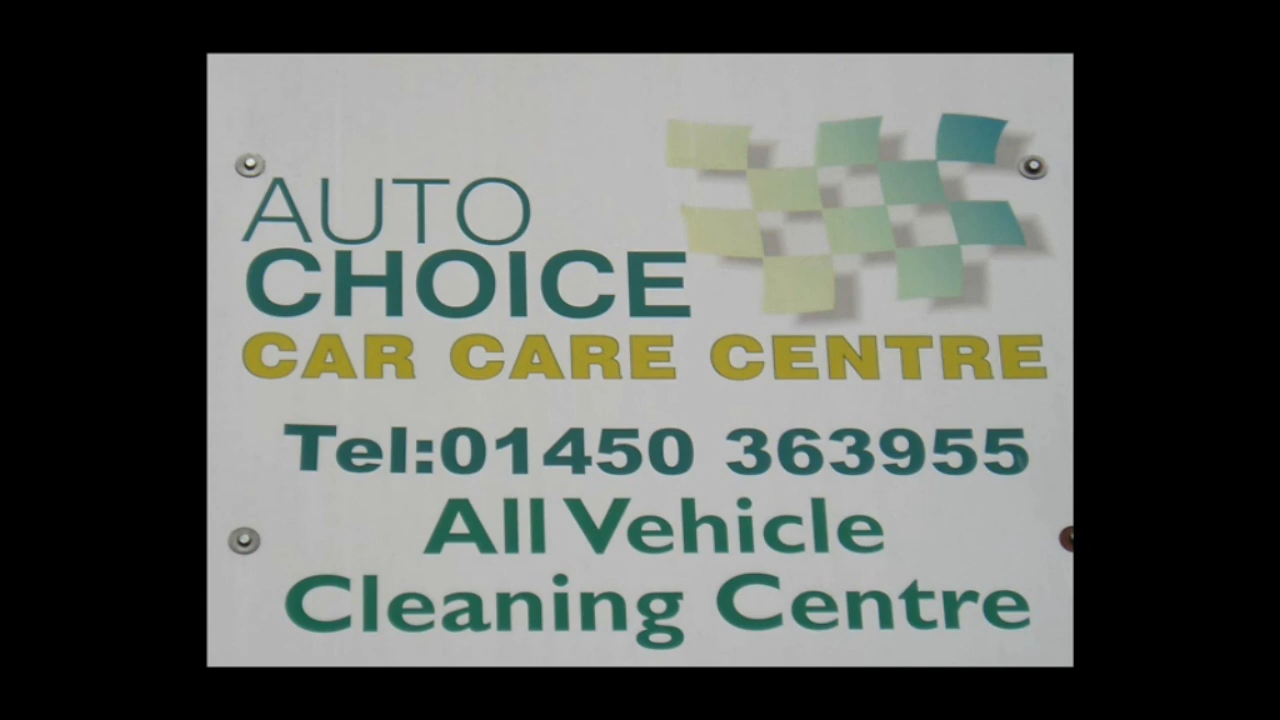 AUTO
CHOICE
CAR CARE CENTRE
Tel:01450 363955
All Vehicle
Cleaning Centre